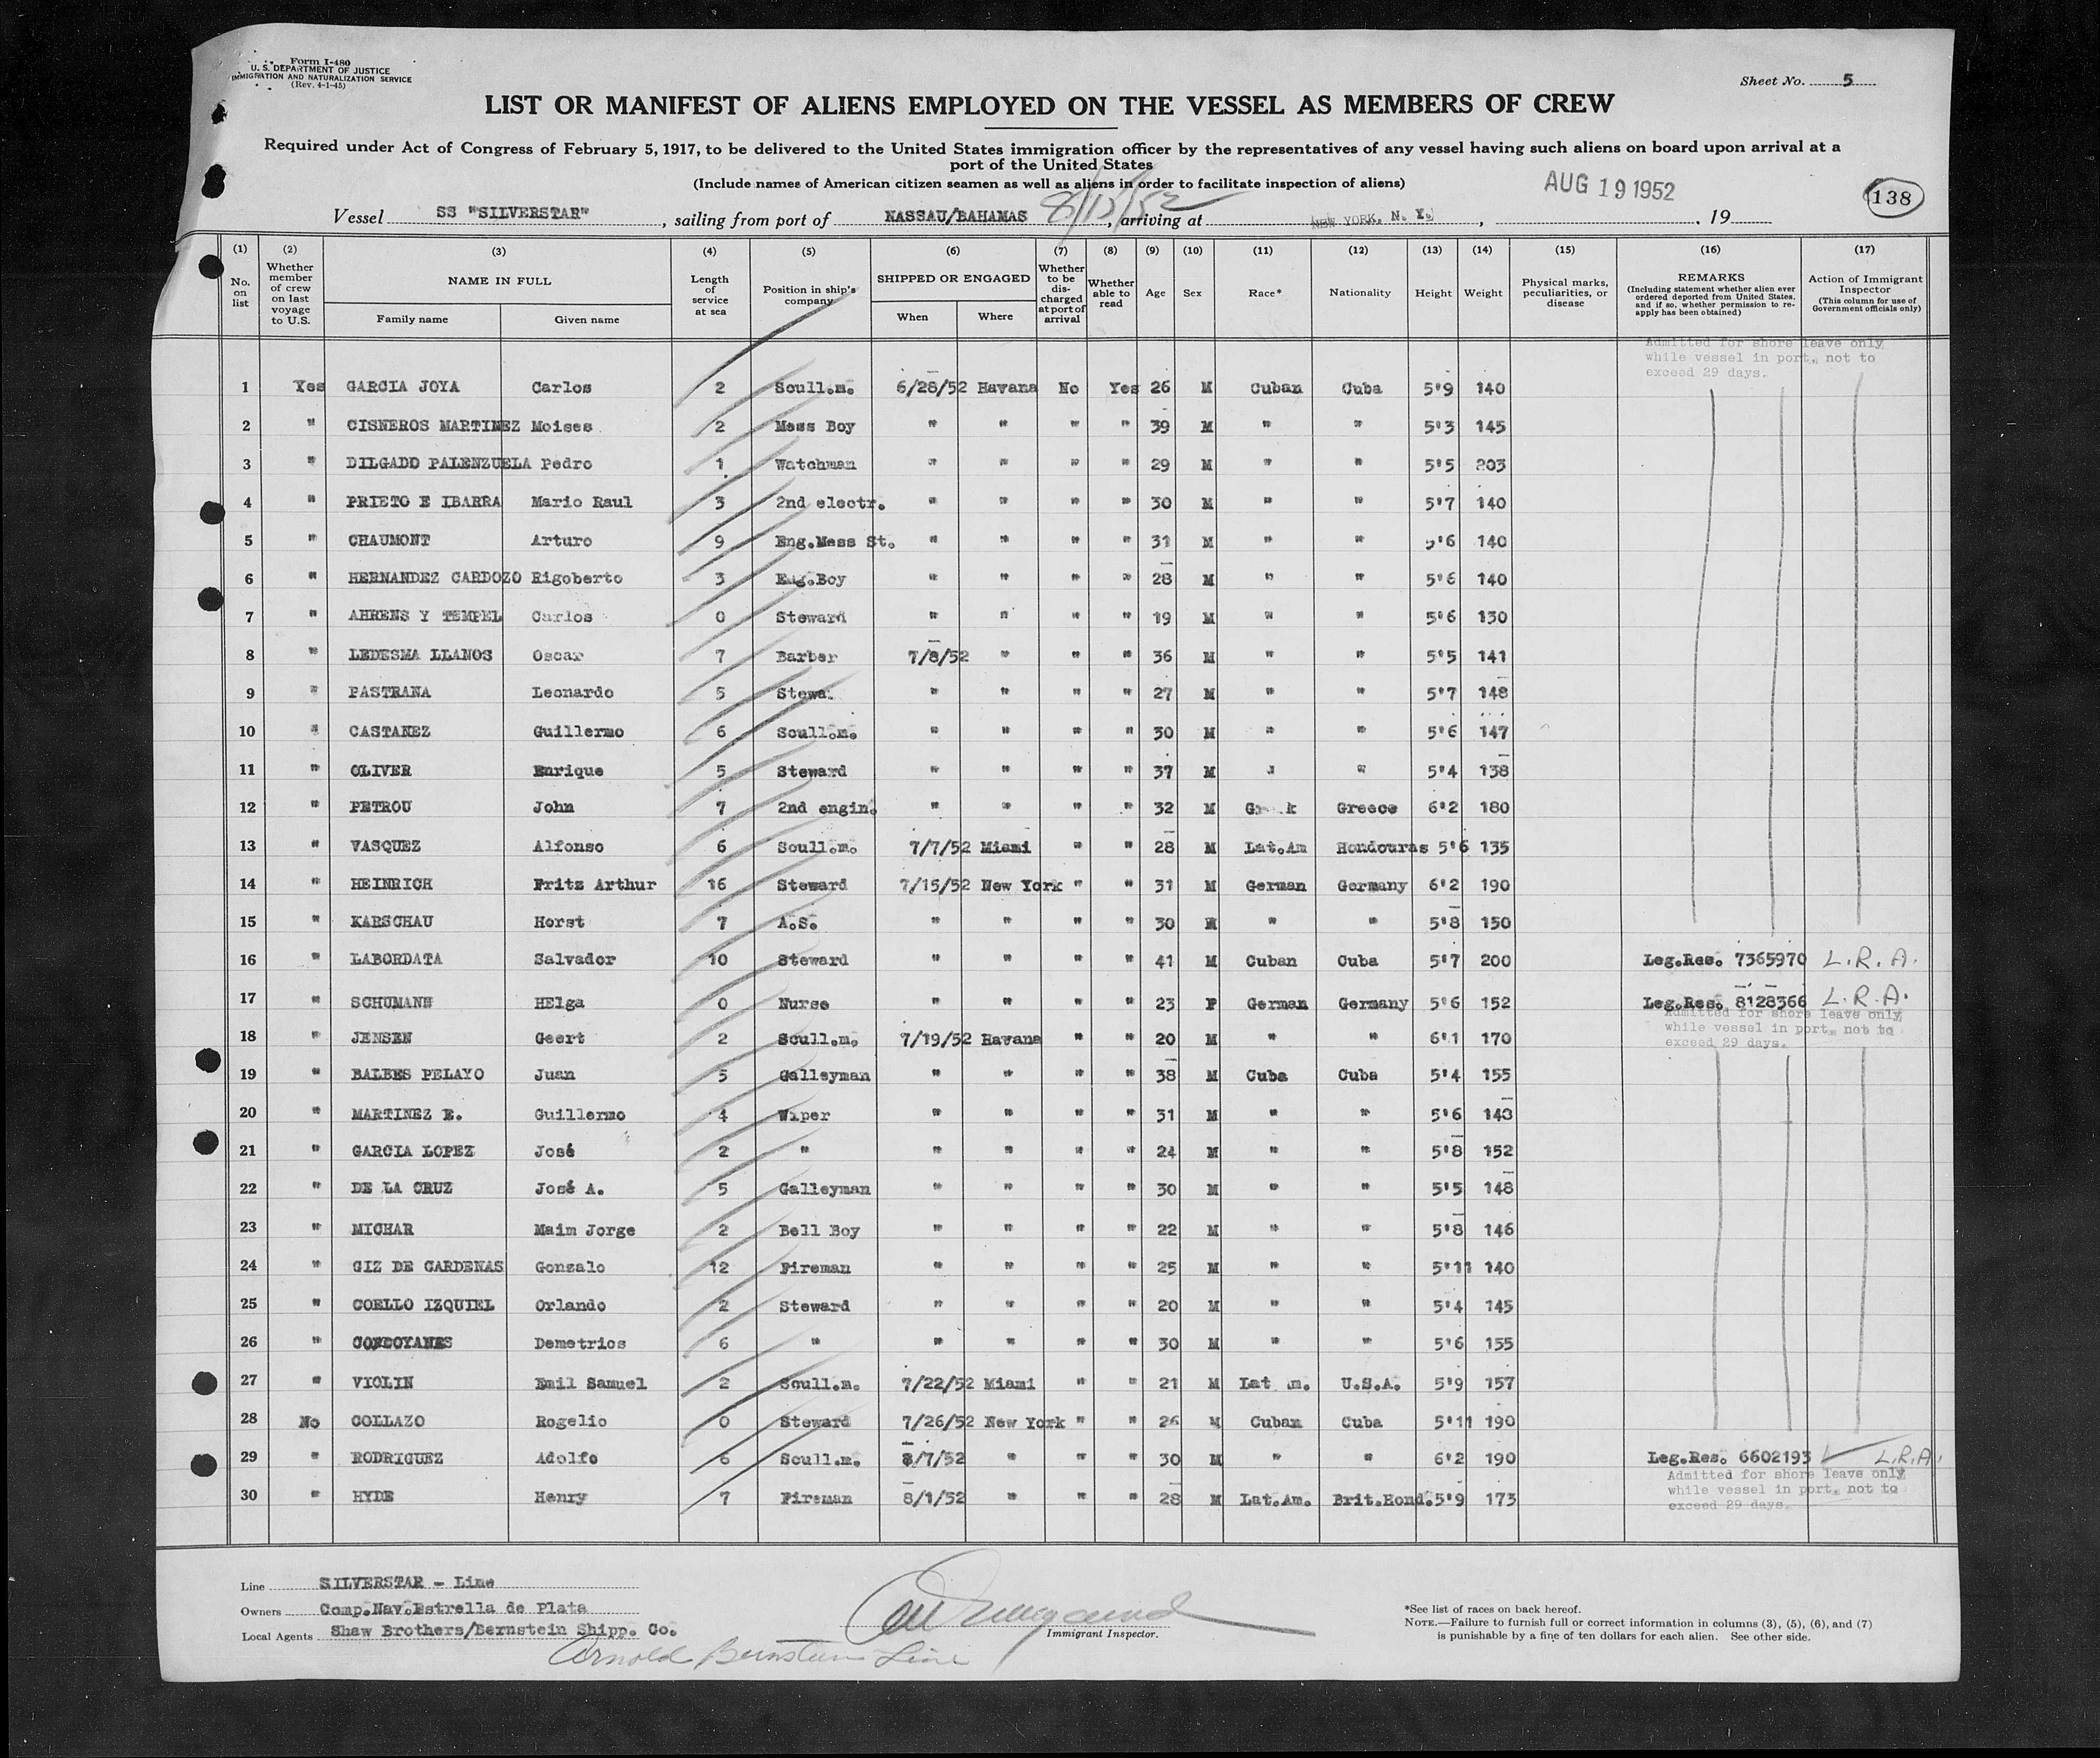 Form I-480
U. S. DEPARTMENT OF JUSTICE
IMMIGRATION AND NATURALIZATION SERVICE
(Rev. 4-1-45)
Sheet No. 5
LIST OR MANIFEST OF ALIENS EMPLOYED ON THE VESSEL AS MEMBERS OF CREW
Required under Act of Congress of February 5, 1917, to be delivered to the United States immigration officer by the representatives of any vessel having such aliens on board upon arrival at a
port of the United States
(Include names of American citizen seamen as well as aliens in order to facilitate inspection of aliens)
AUG 19 1952
138
Vessel SS "SILVERSTAR", sailing from port of NASSAU/BAHAMAS 8/15/52, arriving at NEW YORK, N. Y., 19
(1) (2) (3) (4) (5) (6) (7) (8) (9) (10) (11) (12) (13) (14) (15) (16) (17)
No. on list
Whether member of crew on last voyage to U.S.
NAME IN FULL
Family name
Given name
Length of service at sea
Position in ship's company
SHIPPED OR ENGAGED
When
Where
Whether to be discharged at port of arrival
Whether able to read
Age
Sex
Race*
Nationality
Height
Weight
Physical marks, peculiarities, or disease
REMARKS
(Including statement whether alien ever ordered deported from United States, and if so, whether permission to re-apply has been obtained)
Action of Immigrant Inspector
(This column for use of Government officials only)
Admitted for shore leave only
while vessel in port, not to
exceed 29 days.
1 Yes GARCIA JOYA Carlos 2 Scull.m. 6/28/52 Havana No Yes 26 M Cuban Cuba 5'9 140
2 " CISNEROS MARTINEZ Moises 2 Mess Boy " " " " 39 M " " 5'3 145
3 " DILGADO PALENZUELA Pedro 1 Watchman " " " " 29 M " " 5'5 203
4 " PRIETO E IBARRA Mario Raul 3 2nd electr. " " " " 30 M " " 5'7 140
5 " CHAUMONT Arturo 9 Eng.Mess St. " " " " 31 M " " 5'6 140
6 " HERNANDEZ CARDOZO Rigoberto 3 Eng.Boy " " " " 28 M " " 5'6 140
7 " AHRENS Y TEMPEL Carlos 0 Steward " " " " 19 M " " 5'6 130
8 " LEDESMA LLANOS Oscar 7 Barber 7/8/52 " " " 36 M " " 5'5 141
9 " PASTRANA Leonardo 5 Stewa. " " " " 27 M " " 5'7 148
10 " CASTANEZ Guillermo 6 Scull.m. " " " " 30 M " " 5'6 147
11 " OLIVER Enrique 5 Steward " " " " 37 M " " 5'4 138
12 " PETROU John 7 2nd engin. " " " " 32 M G k Greece 6'2 180
13 " VASQUEZ Alfonso 6 Scull.m. 7/7/52 Miami " " 28 M Lat.Am Hondouras 5'6 135
14 " HEINRICH Fritz Arthur 16 Steward 7/15/52 New York " " 31 M German Germany 6'2 190
15 " KARSCHAU Horst 7 A.S. " " " " 30 M " " 5'8 150
16 " LABORDATA Salvador 10 Steward " " " " 41 M Cuban Cuba 5'7 200 Leg.Res. 7365970 L.R.A.
17 " SCHUMANN HElga 0 Nurse " " " " 23 F German Germany 5'6 152 Leg.Res. 8128366 L.R.A.
Admitted for shore leave only
while vessel in port, not to
exceed 29 days.
18 " JENSEN Geert 2 Scull.m. 7/19/52 Havana " " 20 M " " 6'1 170
19 " BALBES PELAYO Juan 5 Galleyman " " " " 38 M Cuba Cuba 5'4 155
20 " MARTINEZ E. Guillermo 4 Wiper " " " " 31 M " " 5'6 140
21 " GARCIA LOPEZ José 2 " " " " " 24 M " " 5'8 152
22 " DE LA CRUZ José A. 5 Galleyman " " " " 30 M " " 5'5 148
23 " MICHAR Maim Jorge 2 Bell Boy " " " " 22 M " " 5'8 146
24 " GIZ DE CARDENAS Gonzalo 12 Fireman " " " " 25 M " " 5'11 140
25 " COELLO IZQUIEL Orlando 2 Steward " " " " 20 M " " 5'4 145
26 " CONDOYANES Demetrios 6 " " " " " 30 M " " 5'6 155
27 " VIOLIN Emil Samuel 2 Scull.m. 7/22/52 Miami " " 21 M Lat m. U.S.A. 5'9 157
28 No COLLAZO Rogelio 0 Steward 7/26/52 New York " " 26 M Cuban Cuba 5'11 190
29 " RODRIGUEZ Adolfo 6 Scull.m. 8/7/52 " " " 30 M " " 6'2 190 Leg.Res. 6602193 L.R.A.
Admitted for shore leave only
while vessel in port, not to
exceed 29 days.
30 " HYDE Henry 7 Fireman 8/1/52 " " " 28 M Lat.Am. Brit.Hond. 5'9 173
Line SILVERSTAR - Line
Owners Comp.Nav.Estrella de Plata
Local Agents Shaw Brothers/Bernstein Shipp. Co.
Arnold Bernstein Line
Immigrant Inspector.
*See list of races on back hereof.
NOTE.—Failure to furnish full or correct information in columns (3), (5), (6), and (7)
is punishable by a fine of ten dollars for each alien. See other side.